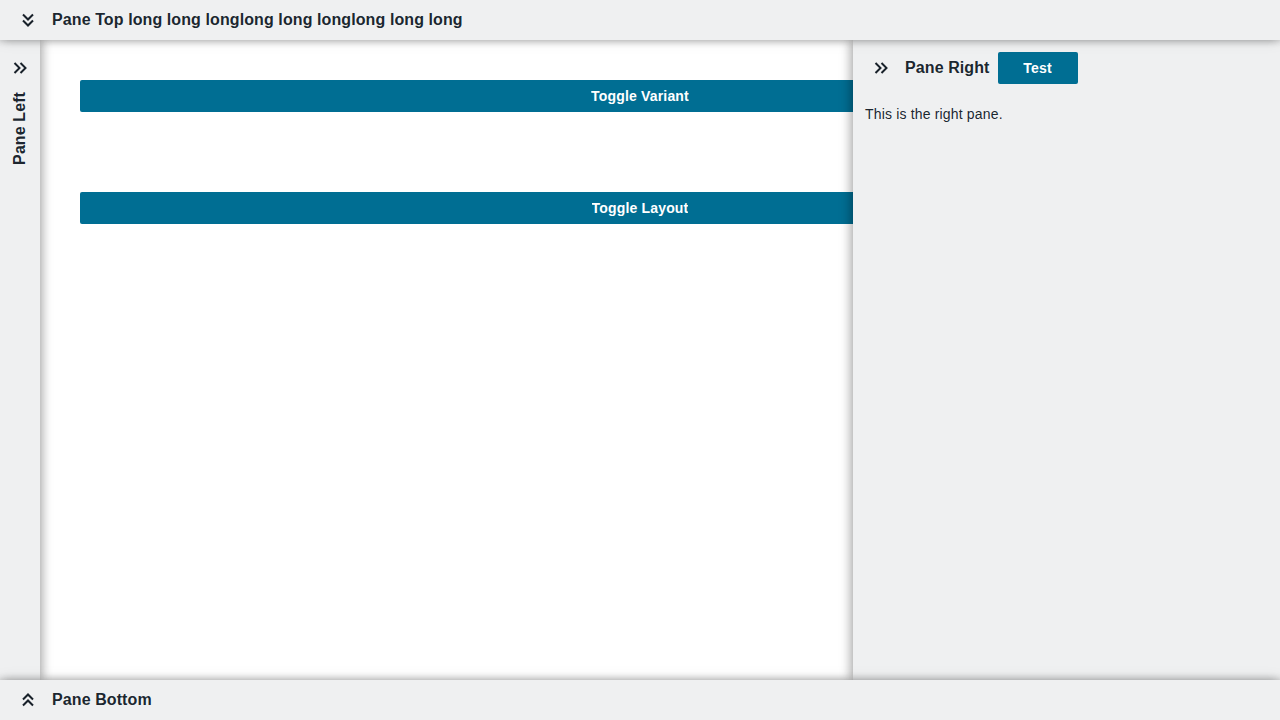 Pane Top long long longlong long longlong long long
Pane Left
Toggle Variant
Toggle Layout
Pane Right
Test
This is the right pane.
Pane Bottom